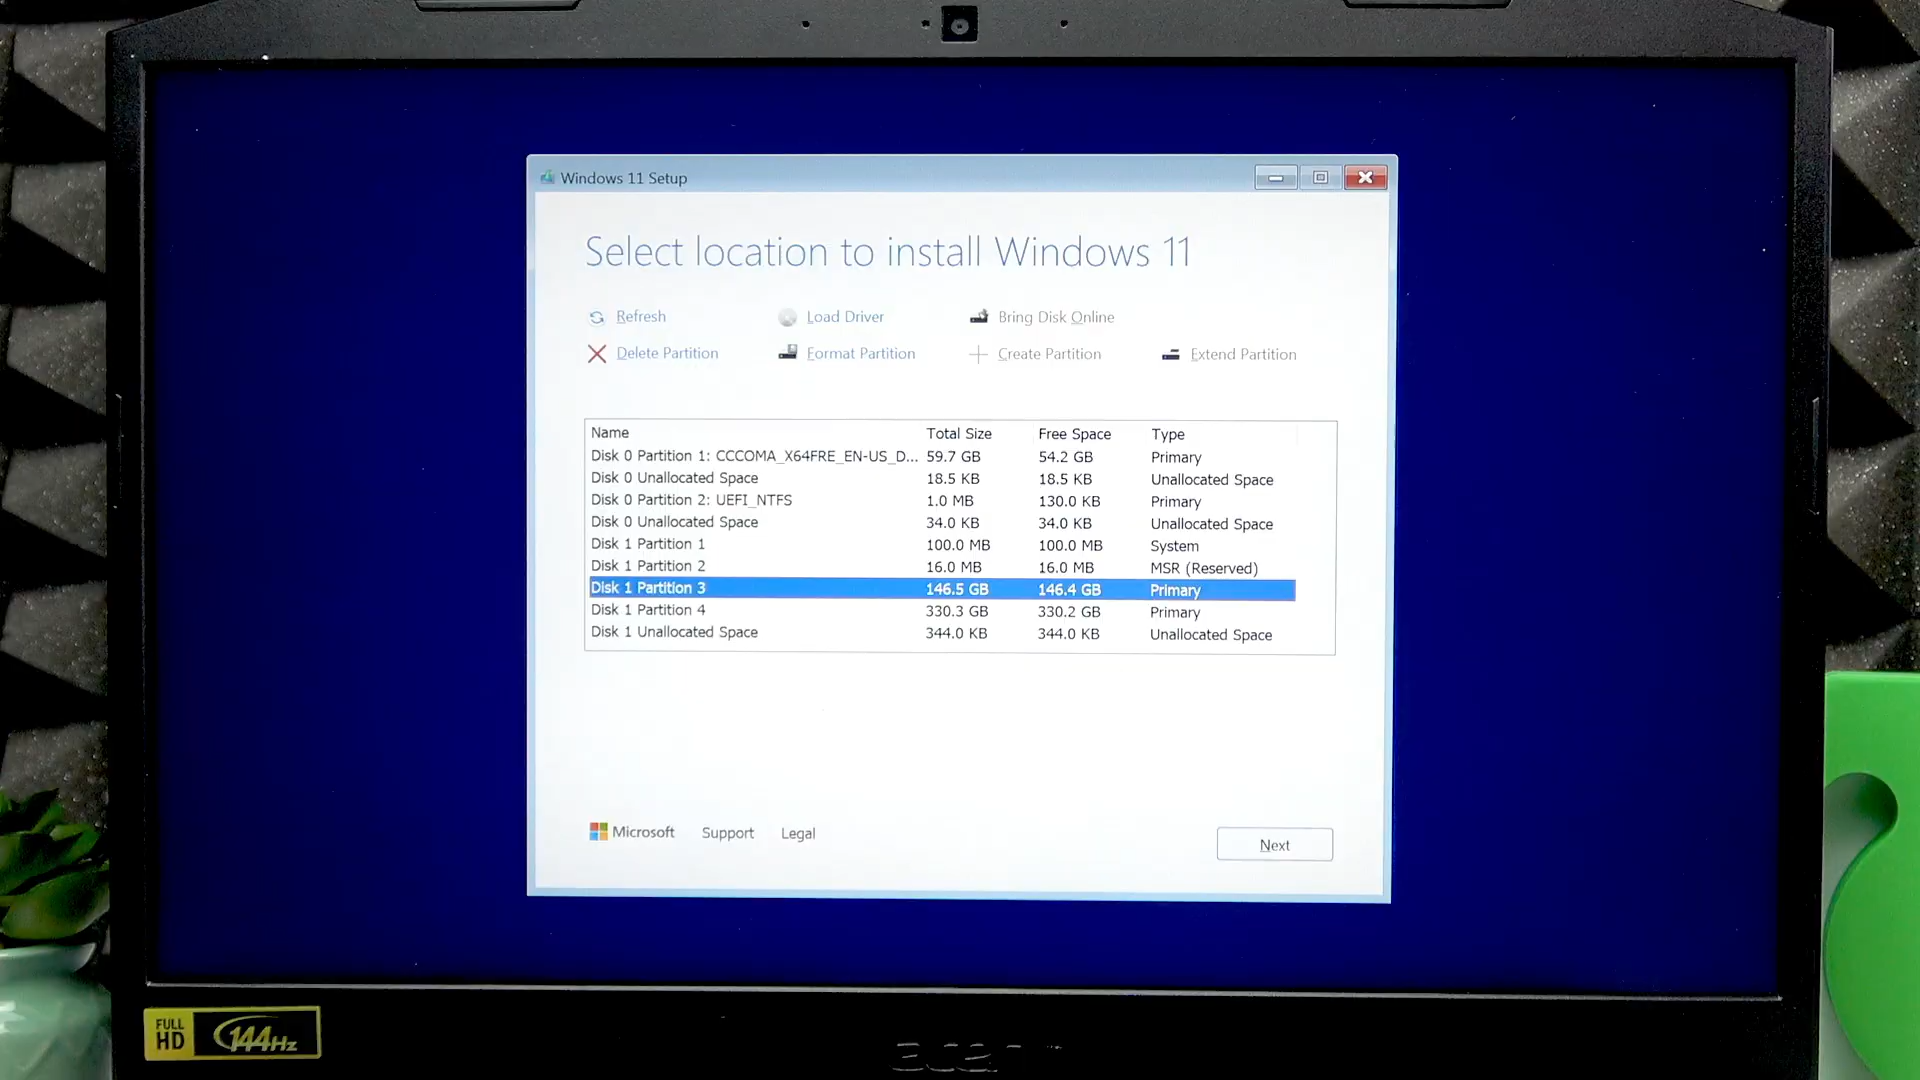 Windows 11 Setup
Select location to install Windows 11
Refresh Load Driver Bring Disk Online
Delete Partition Format Partition Create Partition Extend Partition
Name Total Size Free Space Type
Disk 0 Partition 1: CCCOMA_X64FRE_EN-US_D... 59.7 GB 54.2 GB Primary
Disk 0 Unallocated Space 18.5 KB 18.5 KB Unallocated Space
Disk 0 Partition 2: UEFI_NTFS 1.0 MB 130.0 KB Primary
Disk 0 Unallocated Space 34.0 KB 34.0 KB Unallocated Space
Disk 1 Partition 1 100.0 MB 100.0 MB System
Disk 1 Partition 2 16.0 MB 16.0 MB MSR (Reserved)
Disk 1 Partition 3 146.5 GB 146.4 GB Primary
Disk 1 Partition 4 330.3 GB 330.2 GB Primary
Disk 1 Unallocated Space 344.0 KB 344.0 KB Unallocated Space
Microsoft Support Legal
Next
FULL HD 144Hz
acer